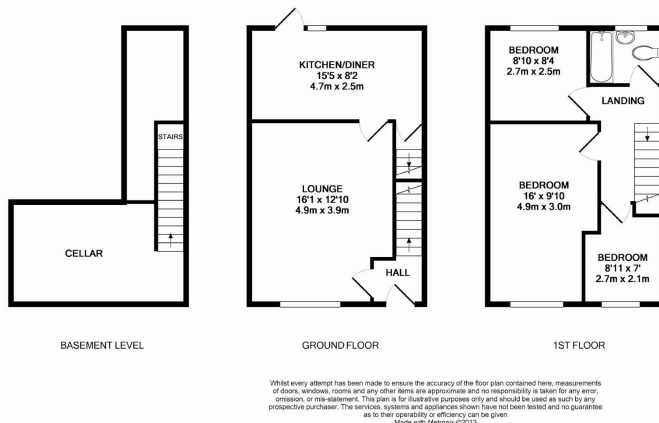 STAIRS
CELLAR
BASEMENT LEVEL
KITCHEN/DINER
15'5 x 8'2
4.7m x 2.5m
LOUNGE
16'1 x 12'10
4.9m x 3.9m
HALL
GROUND FLOOR
BEDROOM
8'10 x 8'4
2.7m x 2.5m
LANDING
BEDROOM
16' x 9'10
4.9m x 3.0m
BEDROOM
8'11 x 7'
2.7m x 2.1m
1ST FLOOR
Whilst every attempt has been made to ensure the accuracy of the floor plan contained here, measurements
of doors, windows, rooms and any other items are approximate and no responsibility is taken for any error,
omission, or mis-statement. This plan is for illustrative purposes only and should be used as such by any
prospective purchaser. The services, systems and appliances shown have not been tested and no guarantee
as to their operability or efficiency can be given
Made with Metropix ©2013